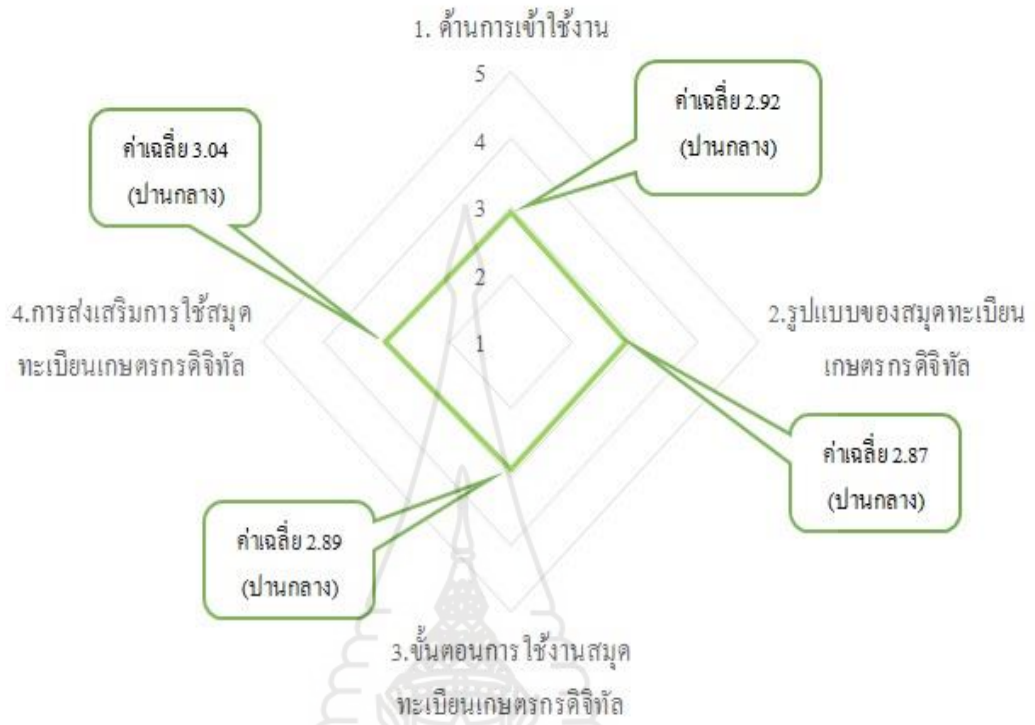 1. ด้านการเข้าใช้งาน
5
4
3
2
1
ค่าเฉลี่ย 2.92
(ปานกลาง)
ค่าเฉลี่ย 3.04
(ปานกลาง)
4.การส่งเสริมการใช้สมุด
ทะเบียนเกษตรกรดิจิทัล
2.รูปแบบของสมุดทะเบียน
เกษตรกรดิจิทัล
ค่าเฉลี่ย 2.87
(ปานกลาง)
ค่าเฉลี่ย 2.89
(ปานกลาง)
3.ขั้นตอนการใช้งานสมุด
ทะเบียนเกษตรกรดิจิทัล